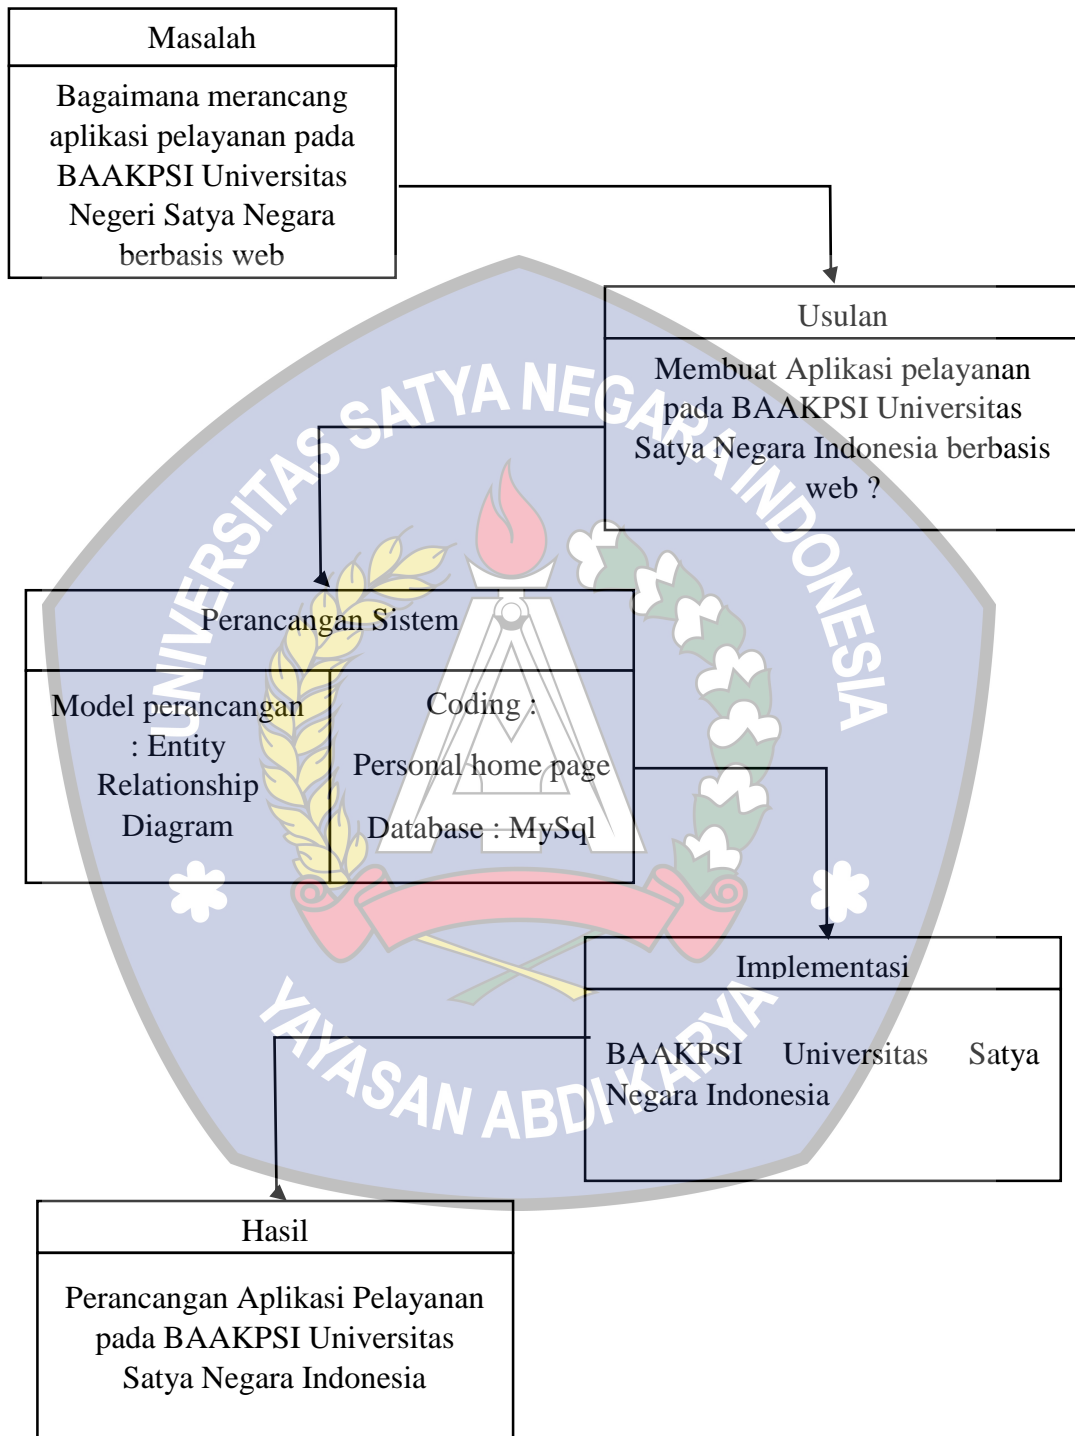 Masalah
Bagaimana merancang
aplikasi pelayanan pada
BAAKPSI Universitas
Negeri Satya Negara
berbasis web
Usulan
Membuat Aplikasi pelayanan
pada BAAKPSI Universitas
Satya Negara Indonesia berbasis
web ?
UNIVERSITAS SATYA NEGARA INDONESIA
Perancangan Sistem
Model perancangan
: Entity
Relationship
Diagram
Coding :
Personal home page
Database : MySql
Implementasi
BAAKPSI Universitas Satya
Negara Indonesia
YAYASAN ABDI KARYA
Hasil
Perancangan Aplikasi Pelayanan
pada BAAKPSI Universitas
Satya Negara Indonesia